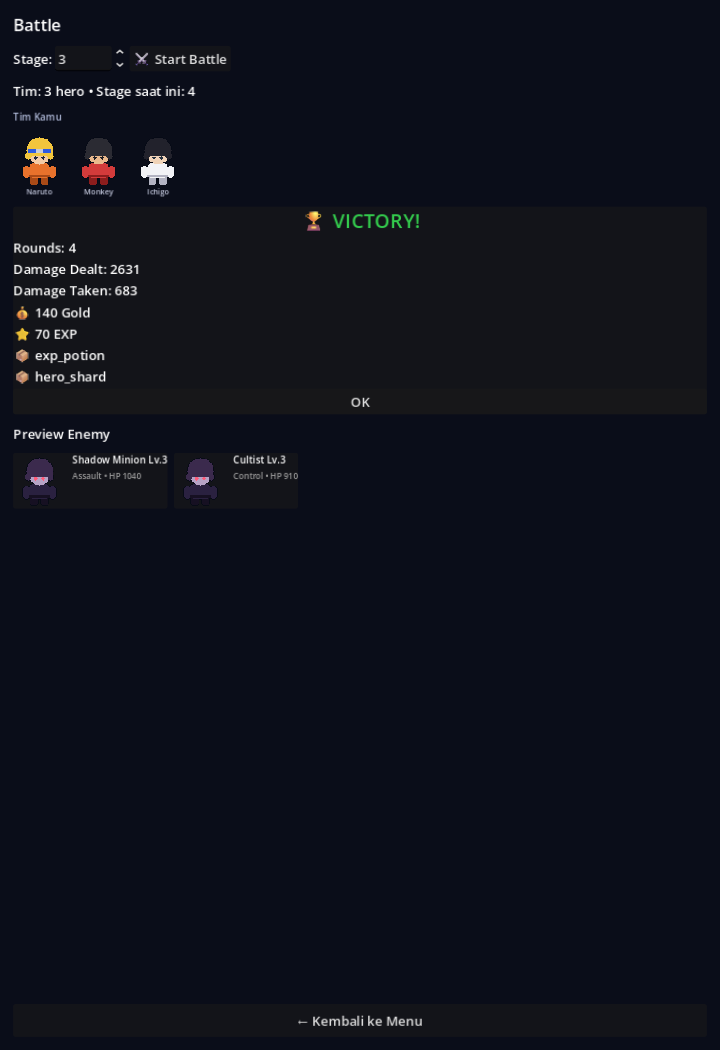 Battle
Stage: 3 ⚔ Start Battle
Tim: 3 hero • Stage saat ini: 4
Tim Kamu
Naruto Monkey Ichigo
🏆 VICTORY!
Rounds: 4
Damage Dealt: 2631
Damage Taken: 683
💰 140 Gold
⭐ 70 EXP
📦 exp_potion
📦 hero_shard
OK
Preview Enemy
Shadow Minion Lv.3 Cultist Lv.3
Assault • HP 1040 Control • HP 910
← Kembali ke Menu